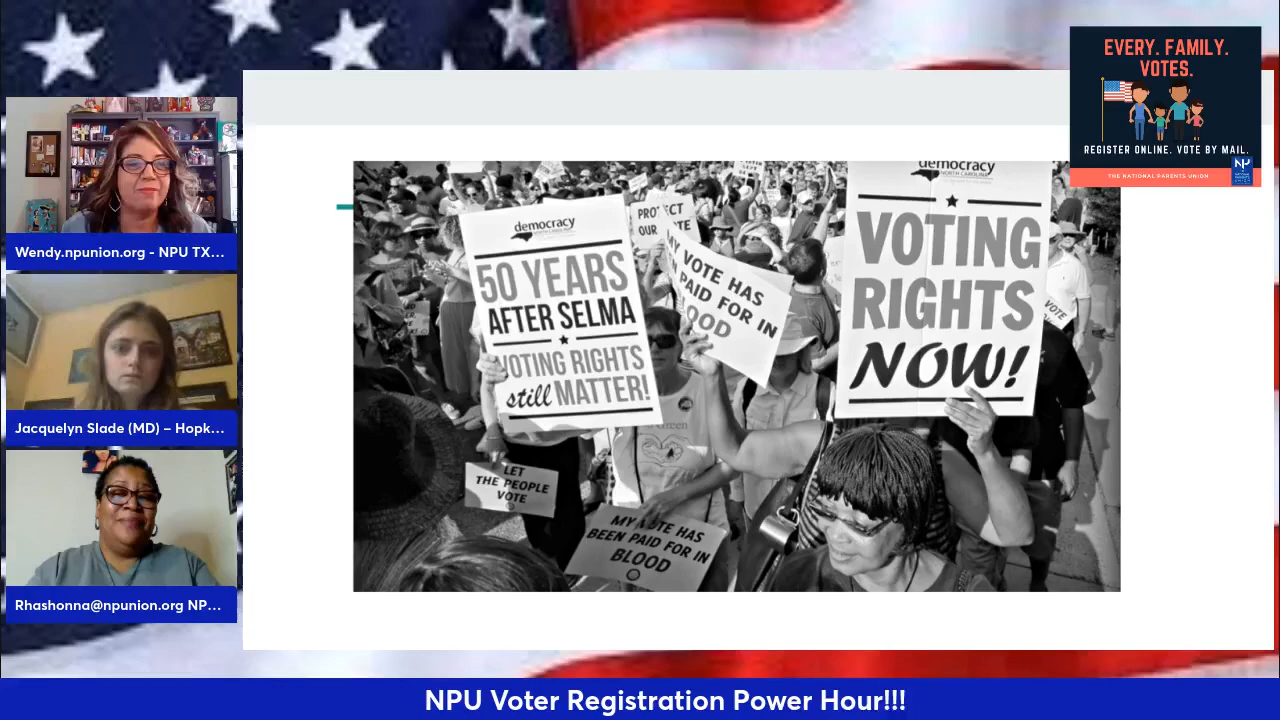 EVERY. FAMILY.
VOTES.
REGISTER ONLINE. VOTE BY MAIL.
THE NATIONAL PARENTS UNION
Wendy.npunion.org - NPU TX...
Jacquelyn Slade (MD) – Hopk...
Rhashonna@npunion.org NP...
democracy
50 YEARS
AFTER SELMA
VOTING RIGHTS
still MATTER!
OUR
MY VOTE HAS
PAID FOR IN
democracy
NORTH CAROLINA
VOTING
RIGHTS
NOW!
VOTE
LET
THE PEOPLE
VOTE
MY VOTE HAS
BEEN PAID FOR IN
BLOOD
NPU Voter Registration Power Hour!!!